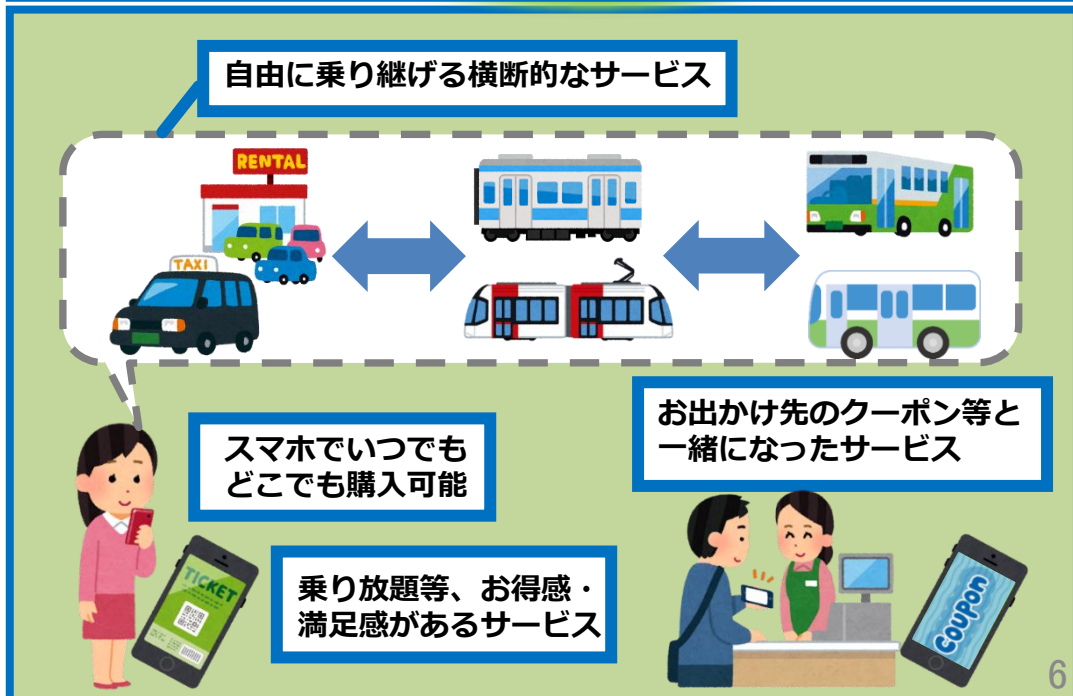 自由に乗り継げる横断的なサービス
RENTAL
TAXI
スマホでいつでも
どこでも購入可能
お出かけ先のクーポン等と
一緒になったサービス
TICKET
乗り放題等、お得感・
満足感があるサービス
COUPON
6